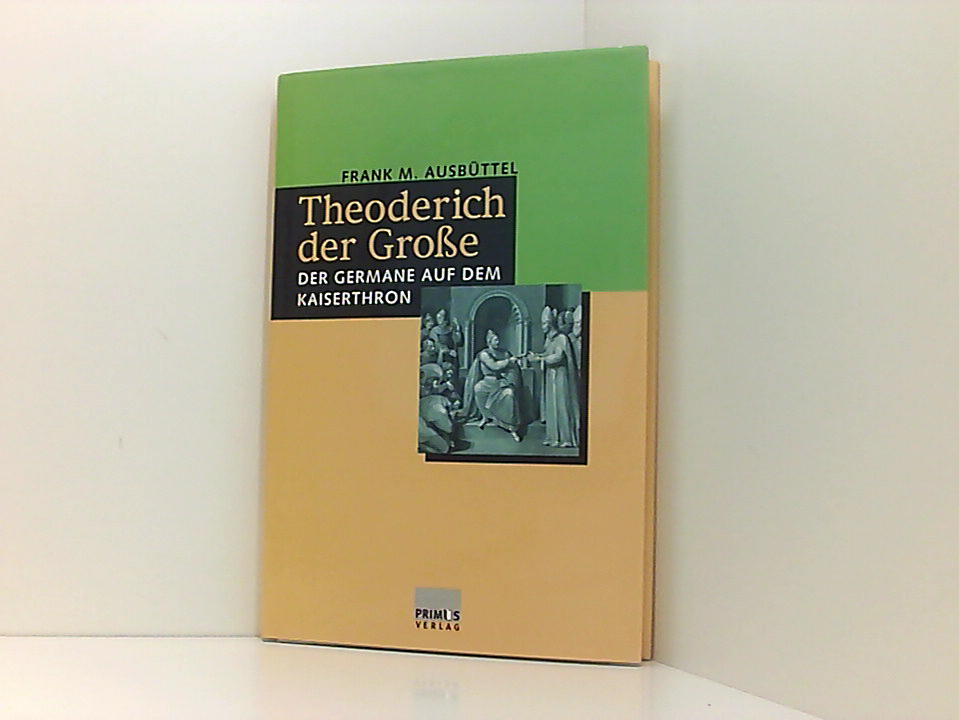 FRANK M. AUSBÜTTEL
Theoderich
der Große
DER GERMANE AUF DEM
KAISERTHRON
PRIMUS
VERLAG